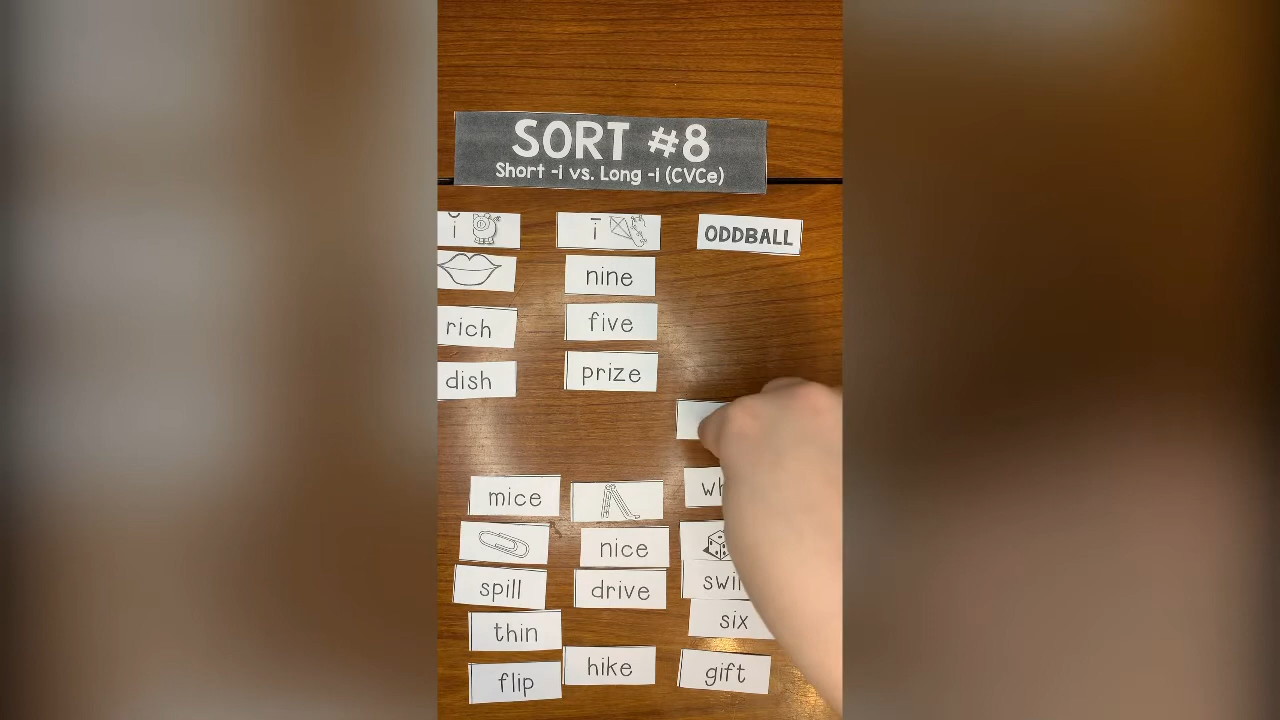 SORT #8
Short -i vs. Long -i (CVCe)
ĭ
ī
ODDBALL
nine
rich
five
dish
prize
mice
nice
spill
drive
thin
six
hike
flip
gift